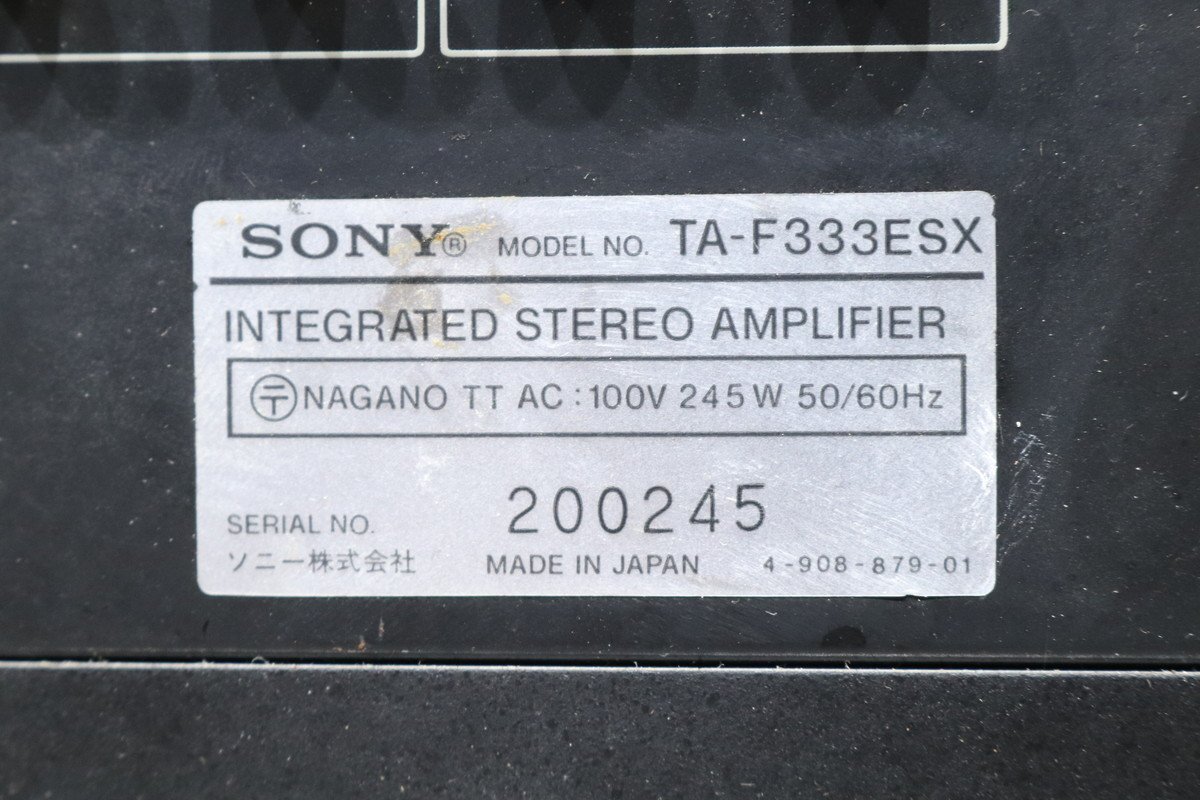 SONY® MODEL NO. TA-F333ESX
INTEGRATED STEREO AMPLIFIER
〶NAGANO TT AC:100V 245W 50/60Hz
SERIAL NO. 200245
ソニー株式会社 MADE IN JAPAN 4-908-879-01